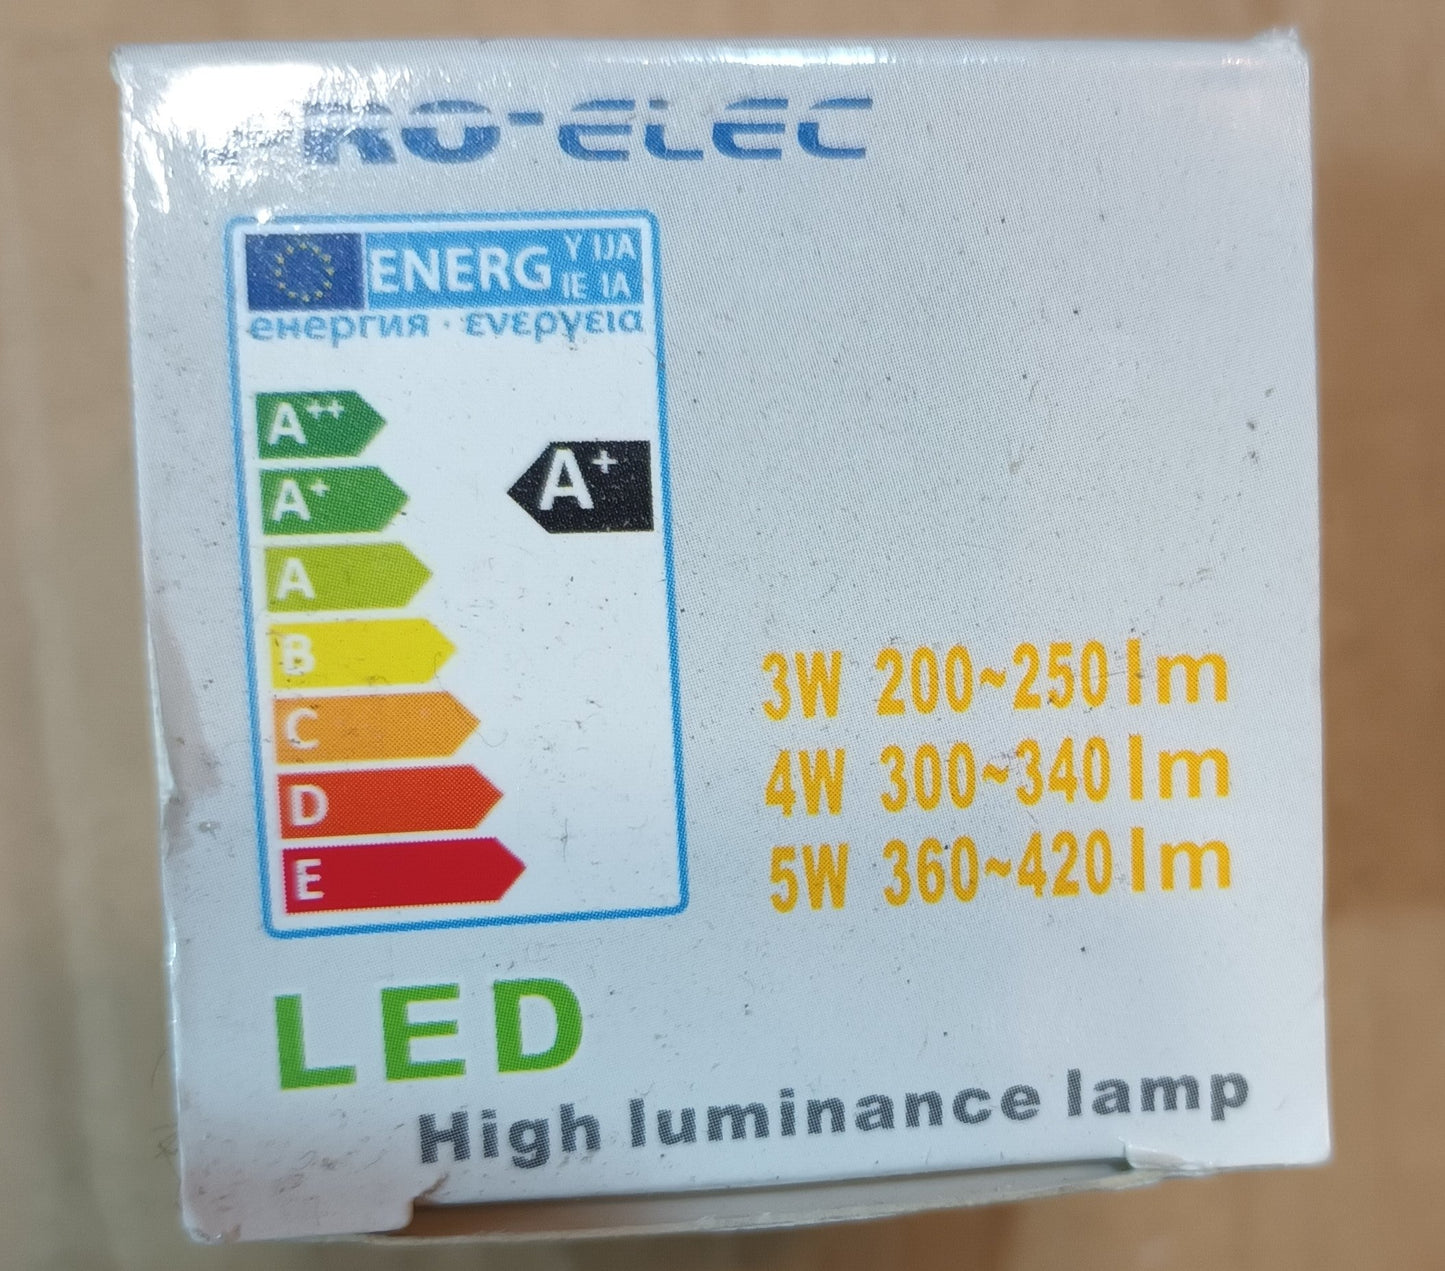 RO-ELEC
ENERG Y IJA
IE IA
енергия · ενεργεια
A++
A+
A+
A
B
C
D
E
3W 200~250lm
4W 300~340lm
5W 360~420lm
LED
High luminance lamp